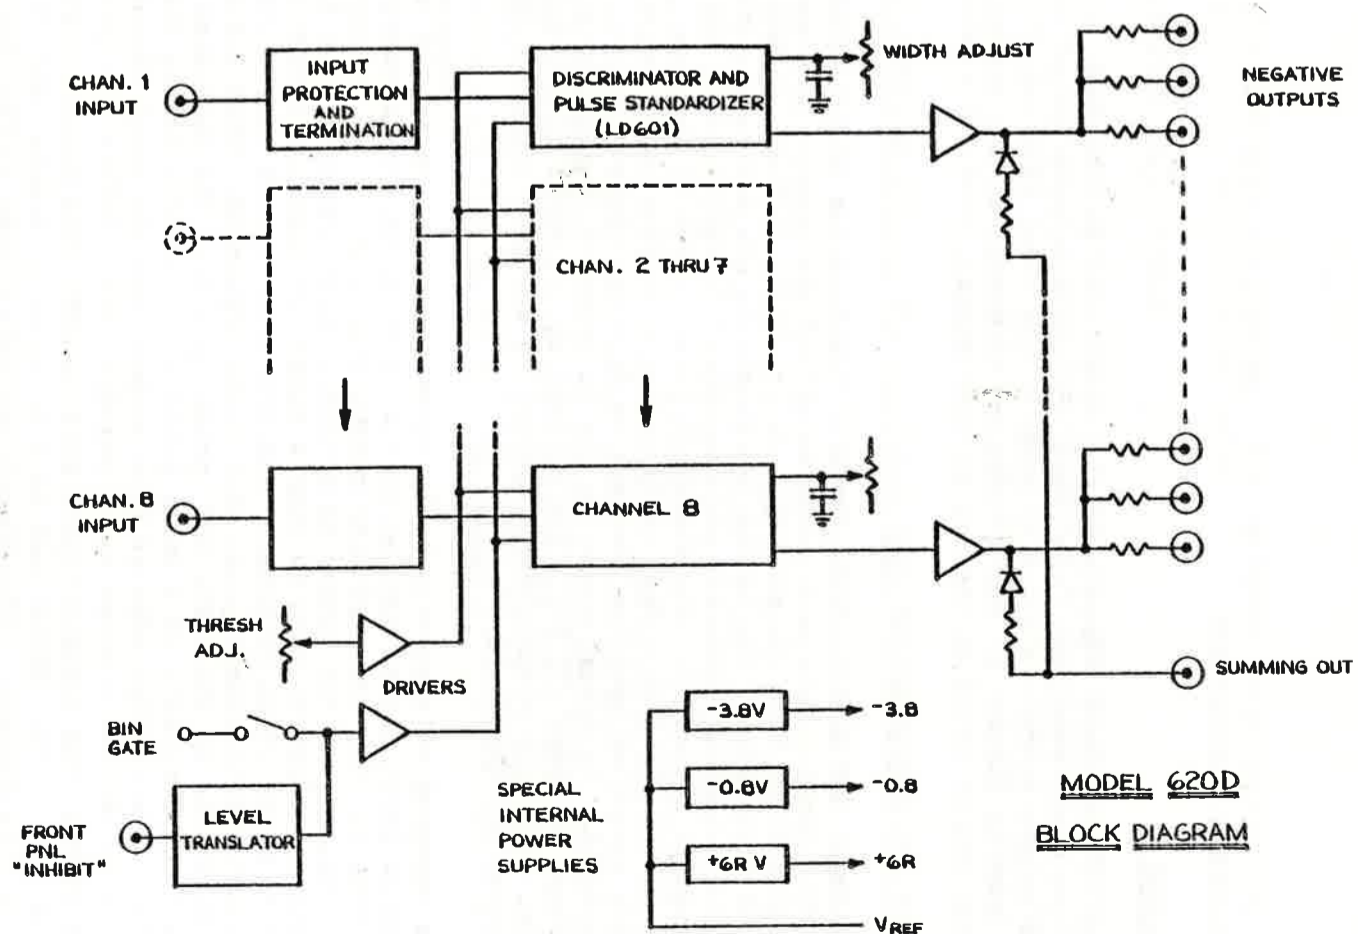 CHAN. 1
INPUT
INPUT
PROTECTION
AND
TERMINATION
DISCRIMINATOR AND
PULSE STANDARDIZER
(LD601)
WIDTH ADJUST
NEGATIVE
OUTPUTS
CHAN. 2 THRU 7
CHAN. 8
INPUT
CHANNEL 8
THRESH
ADJ.
DRIVERS
BIN
GATE
LEVEL
TRANSLATOR
FRONT
PNL
"INHIBIT"
SPECIAL
INTERNAL
POWER
SUPPLIES
-3.8V
-3.8
-0.8V
-0.8
+6R V
+6R
VREF
SUMMING OUT
MODEL 620D
BLOCK DIAGRAM